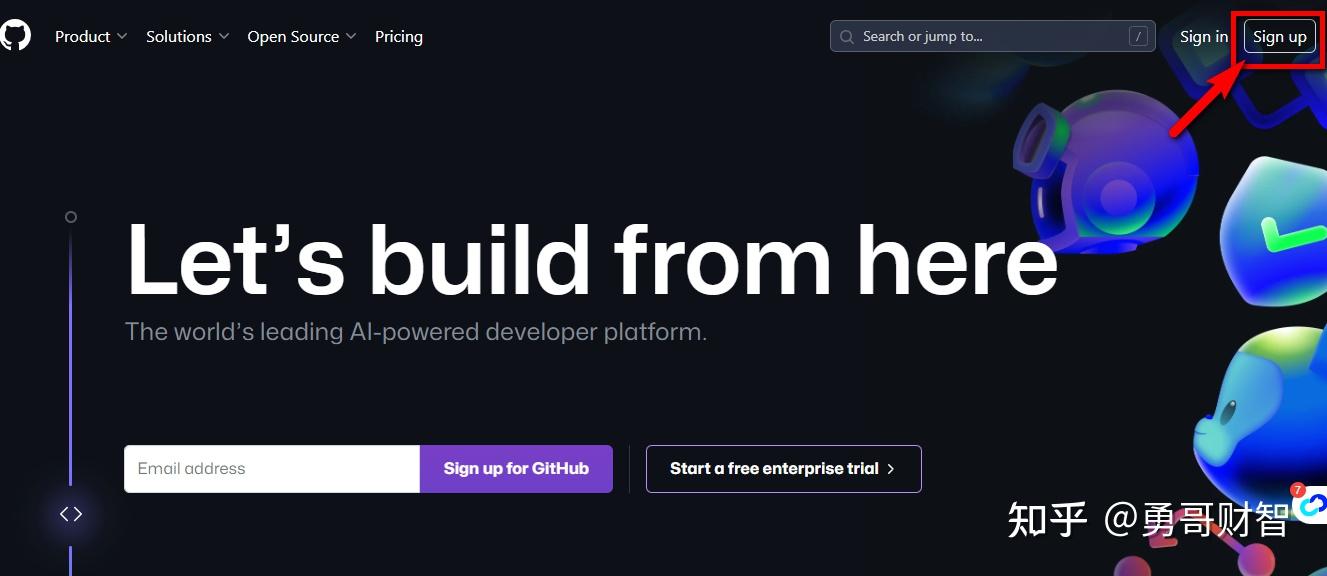 Product Solutions Open Source Pricing Search or jump to... / Sign in Sign up
Let’s build from here
The world’s leading AI-powered developer platform.
Email address Sign up for GitHub Start a free enterprise trial
知乎 @勇哥财智
7